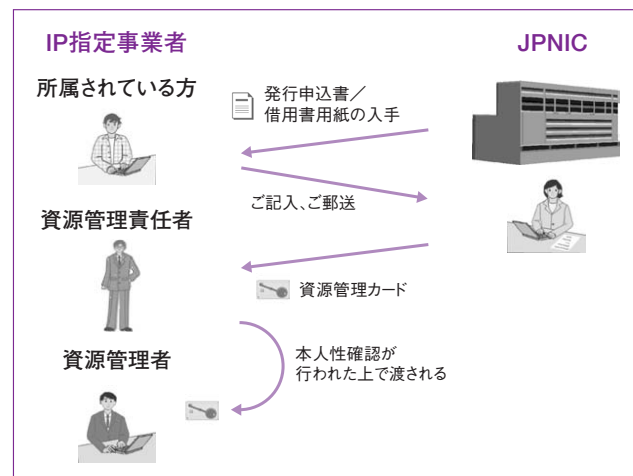 IP指定事業者
JPNIC
所属されている方
発行申込書／
借用書用紙の入手
ご記入、ご郵送
資源管理責任者
資源管理カード
本人性確認が
行われた上で渡される
資源管理者